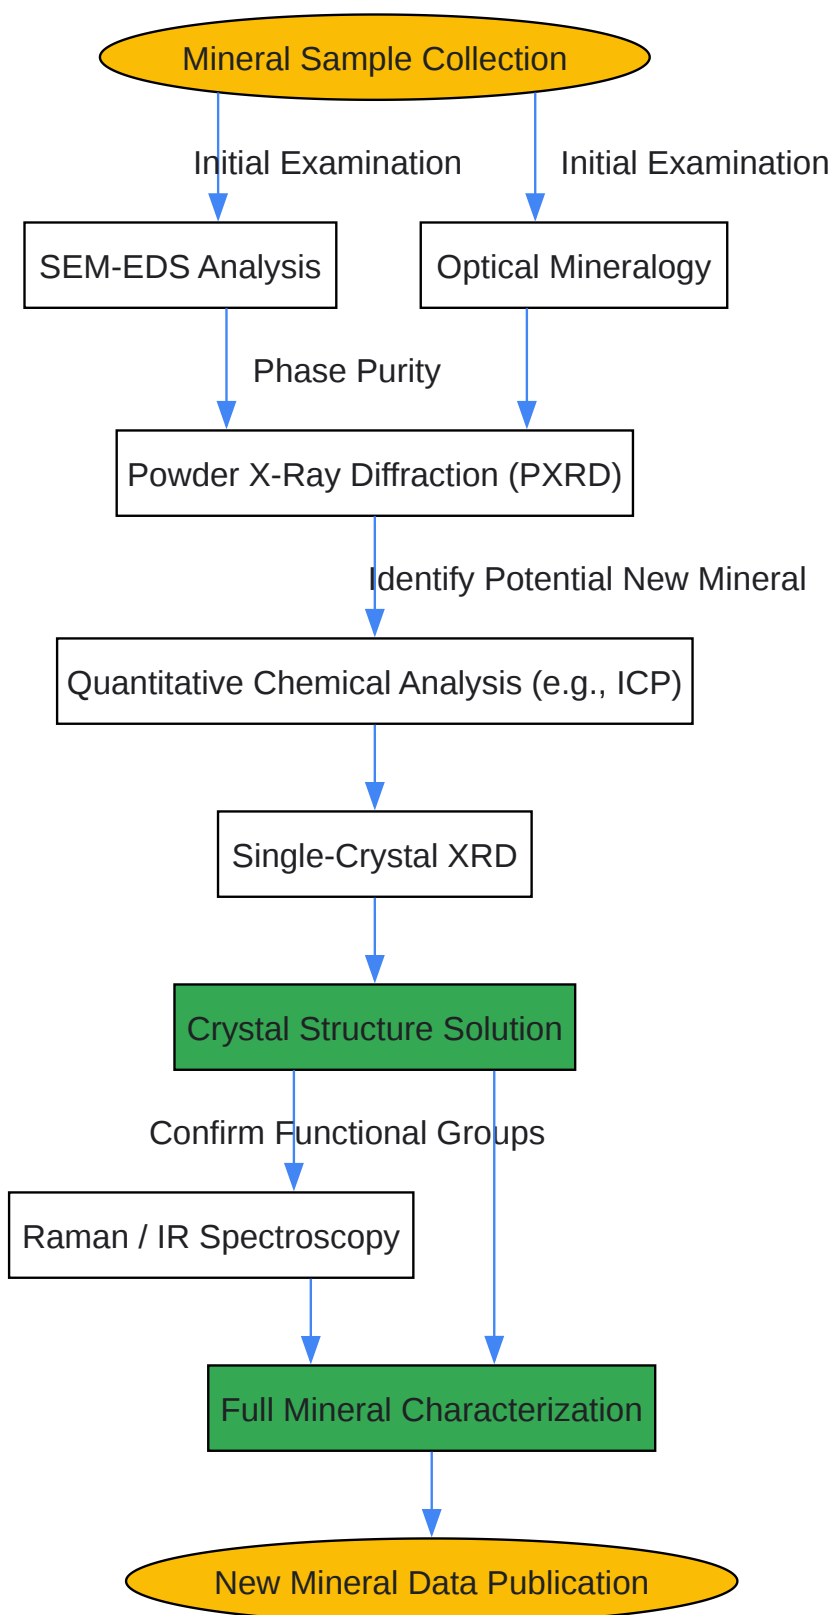 Mineral Sample Collection
Initial Examination
Initial Examination
SEM-EDS Analysis
Optical Mineralogy
Phase Purity
Powder X-Ray Diffraction (PXRD)
Identify Potential New Mineral
Quantitative Chemical Analysis (e.g., ICP)
Single-Crystal XRD
Crystal Structure Solution
Confirm Functional Groups
Raman / IR Spectroscopy
Full Mineral Characterization
New Mineral Data Publication